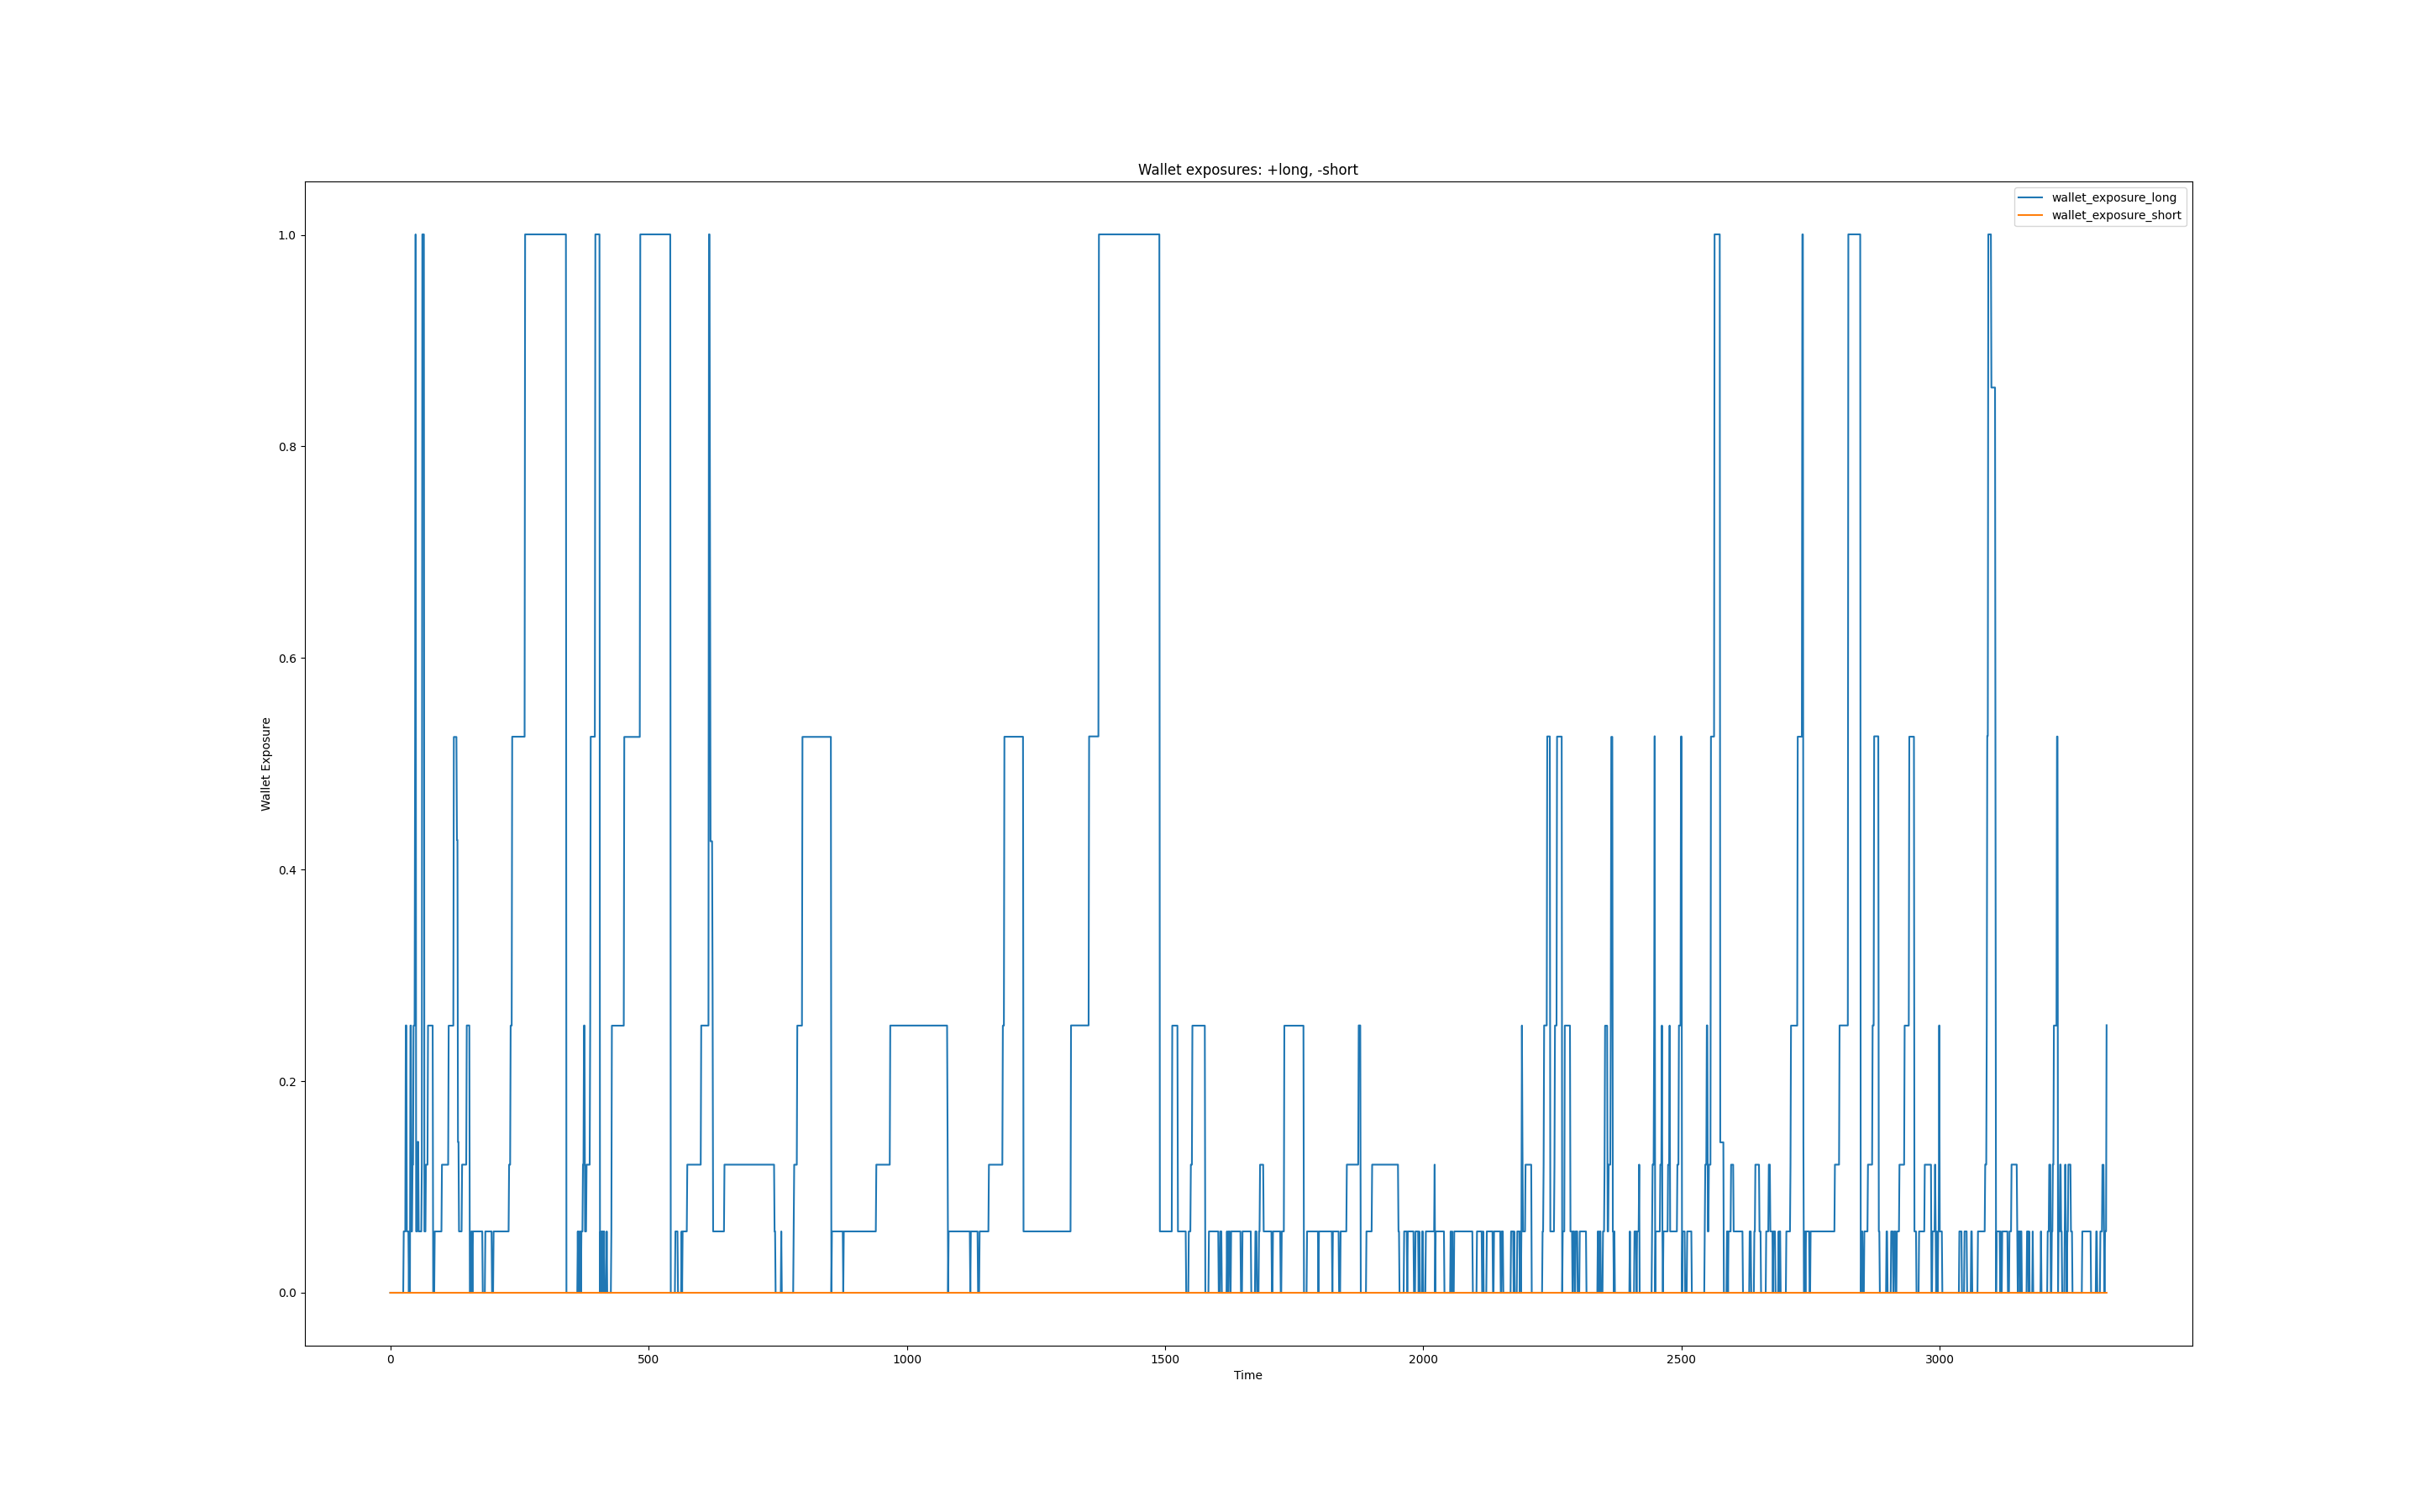 Wallet exposures: +long, -short
wallet_exposure_long
wallet_exposure_short
1.0
0.8
0.6
0.4
0.2
0.0
Wallet Exposure
0 500 1000 1500 2000 2500 3000
Time